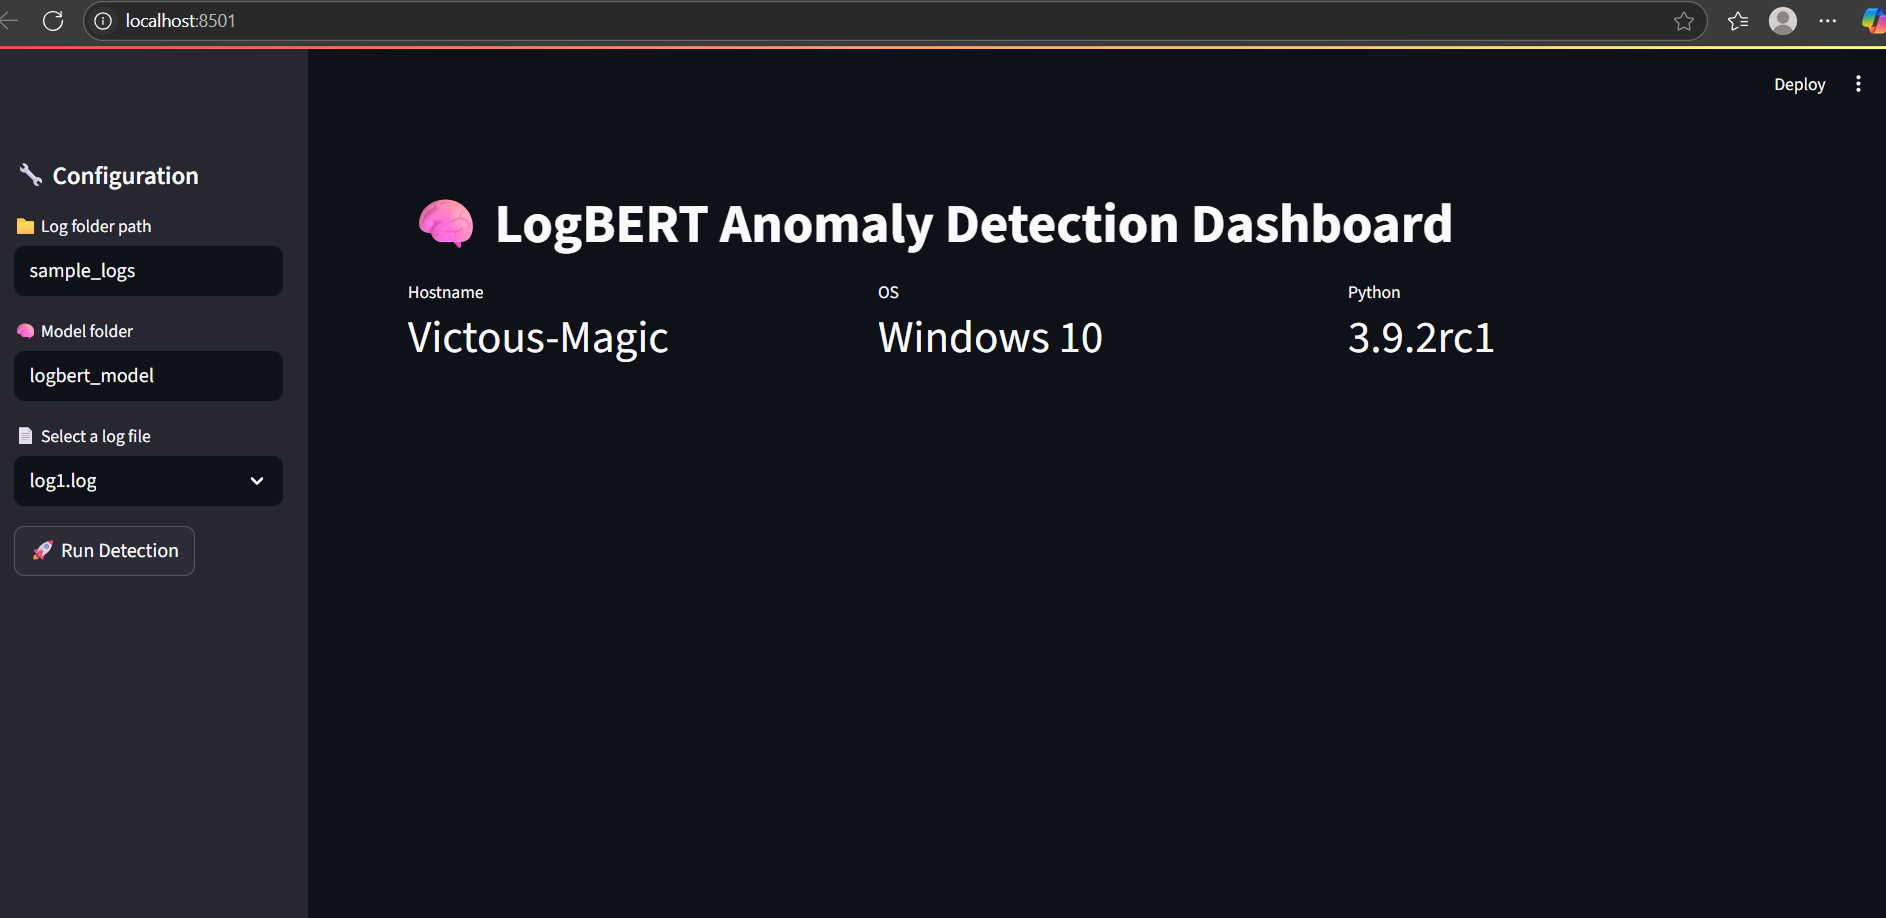 localhost:8501
Deploy
Configuration
Log folder path
sample_logs
Model folder
logbert_model
Select a log file
log1.log
Run Detection
LogBERT Anomaly Detection Dashboard
Hostname
Victous-Magic
OS
Windows 10
Python
3.9.2rc1